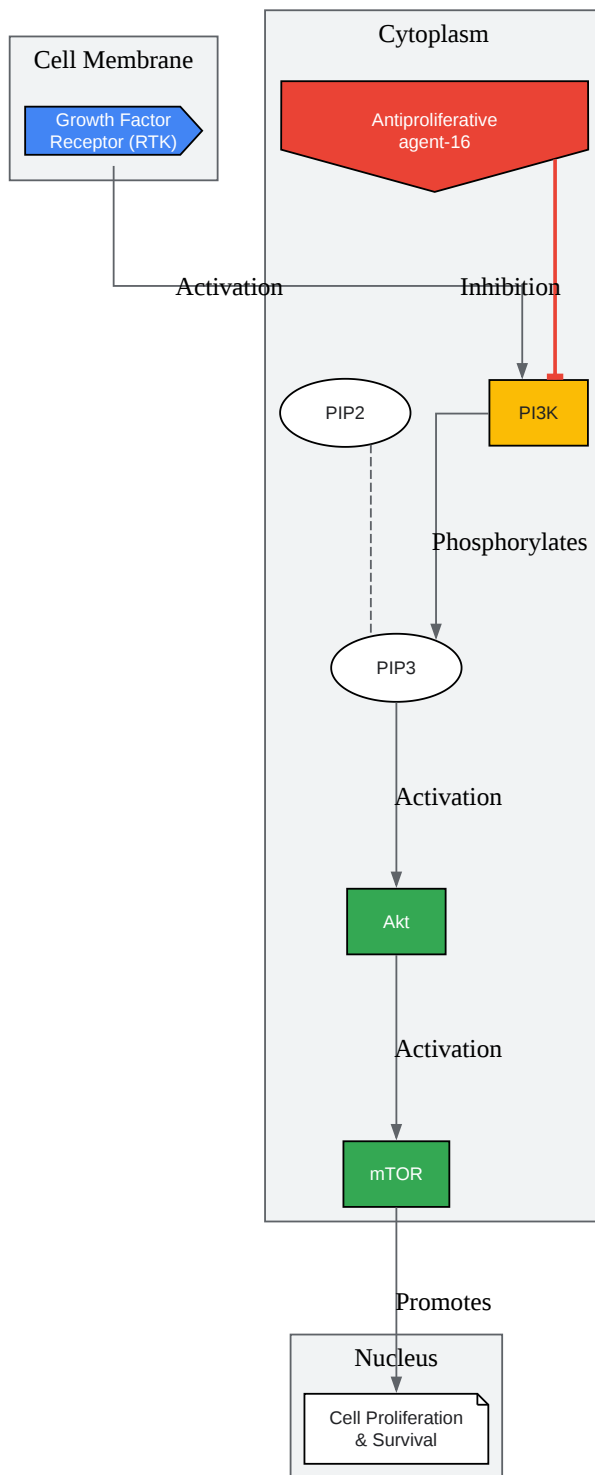 Cytoplasm
Cell Membrane
Growth Factor
Receptor (RTK)
Antiproliferative
agent-16
Activation
Inhibition
PIP2
PI3K
Phosphorylates
PIP3
Activation
Akt
Activation
mTOR
Promotes
Nucleus
Cell Proliferation
& Survival